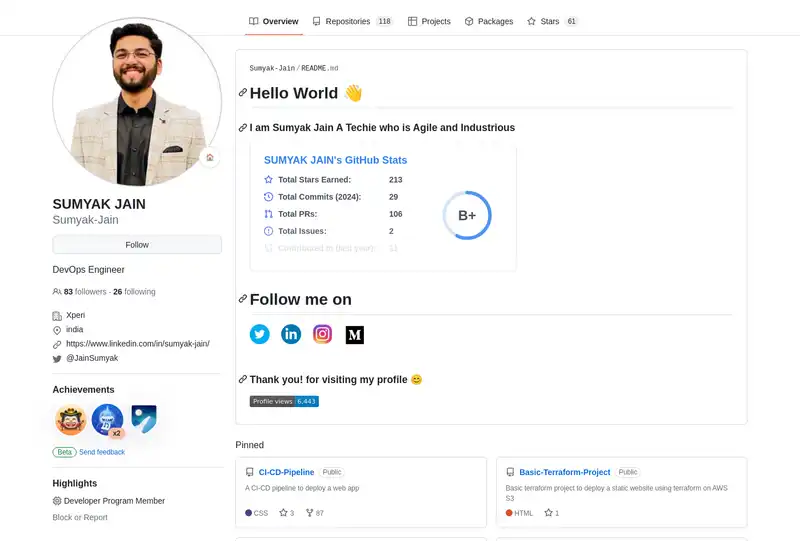 Overview
Repositories 118
Projects
Packages
Stars 61
SUMYAK JAIN
Sumyak-Jain
Follow
DevOps Engineer
83 followers · 26 following
Xperi
india
https://www.linkedin.com/in/sumyak-jain/
@JainSumyak
Achievements
x2
Beta Send feedback
Highlights
Developer Program Member
Block or Report
Sumyak-Jain/README.md
Hello World 👋
I am Sumyak Jain A Techie who is Agile and Industrious
SUMYAK JAIN's GitHub Stats
Total Stars Earned: 213
Total Commits (2024): 29
Total PRs: 106
Total Issues: 2
Contributed to (last year):
B+
Follow me on
Thank you! for visiting my profile 😊
Profile views 6,443
Pinned
CI-CD-Pipeline Public
A CI-CD pipeline to deploy a web app
CSS 3 87
Basic-Terraform-Project Public
Basic terraform project to deploy a static website using terraform on AWS
S3
HTML 1